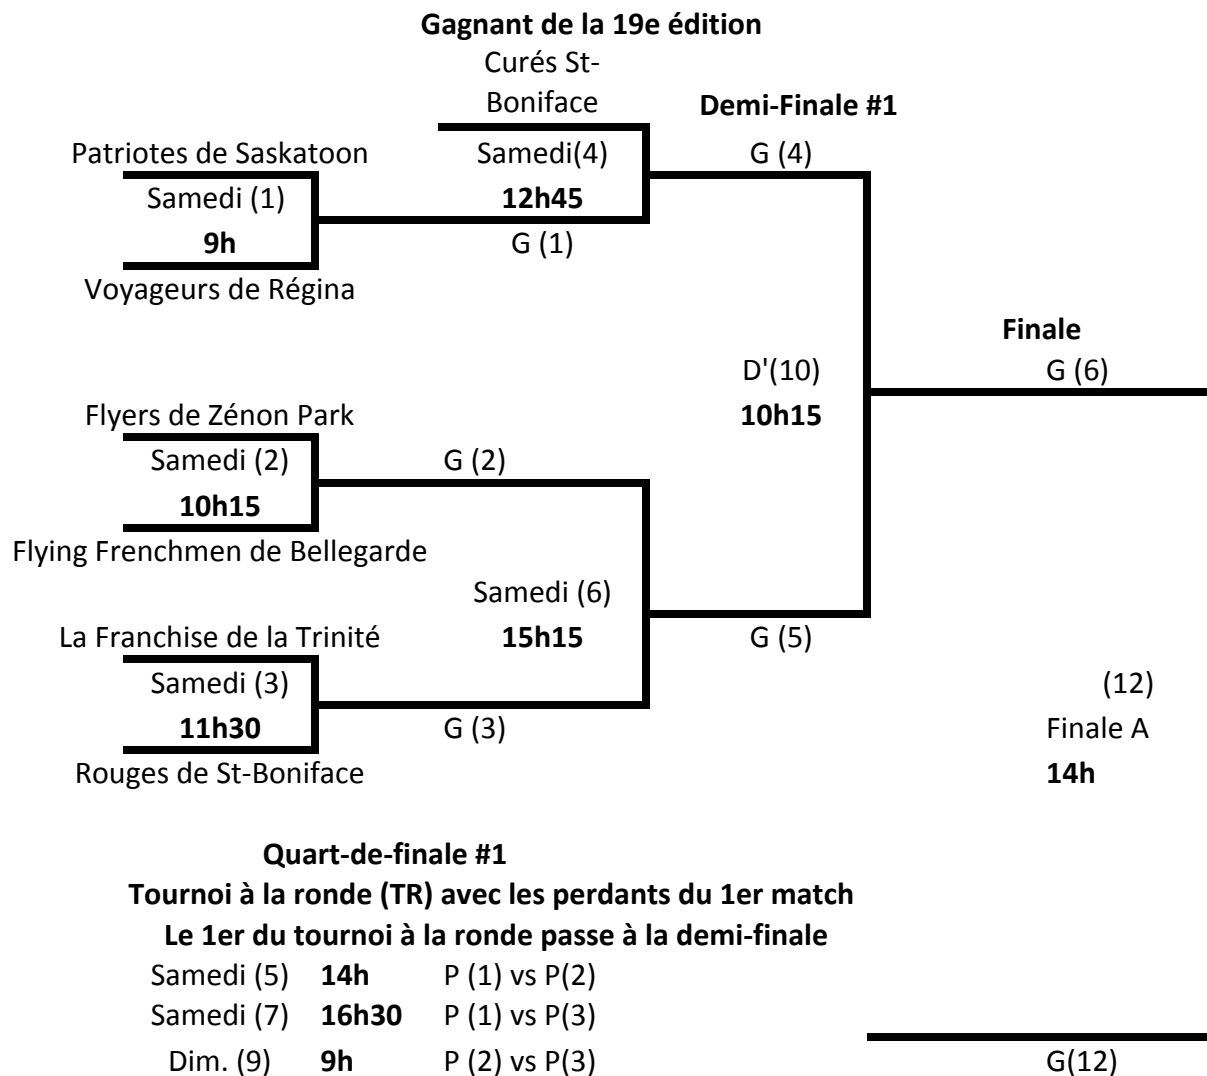 Gagnant de la 19e édition
Curés St-
Boniface
Demi-Finale #1
Patriotes de Saskatoon
Samedi(4)
G (4)
Samedi (1)
12h45
9h
G (1)
Voyageurs de Régina
Finale
D'(10)
G (6)
Flyers de Zénon Park
10h15
Samedi (2)
G (2)
10h15
Flying Frenchmen de Bellegarde
Samedi (6)
La Franchise de la Trinité
15h15
G (5)
Samedi (3)
(12)
11h30
G (3)
Finale A
Rouges de St-Boniface
14h
Quart-de-finale #1
Tournoi à la ronde (TR) avec les perdants du 1er match
Le 1er du tournoi à la ronde passe à la demi-finale
Samedi (5) 14h P (1) vs P(2)
Samedi (7) 16h30 P (1) vs P(3)
Dim. (9) 9h P (2) vs P(3)
G(12)